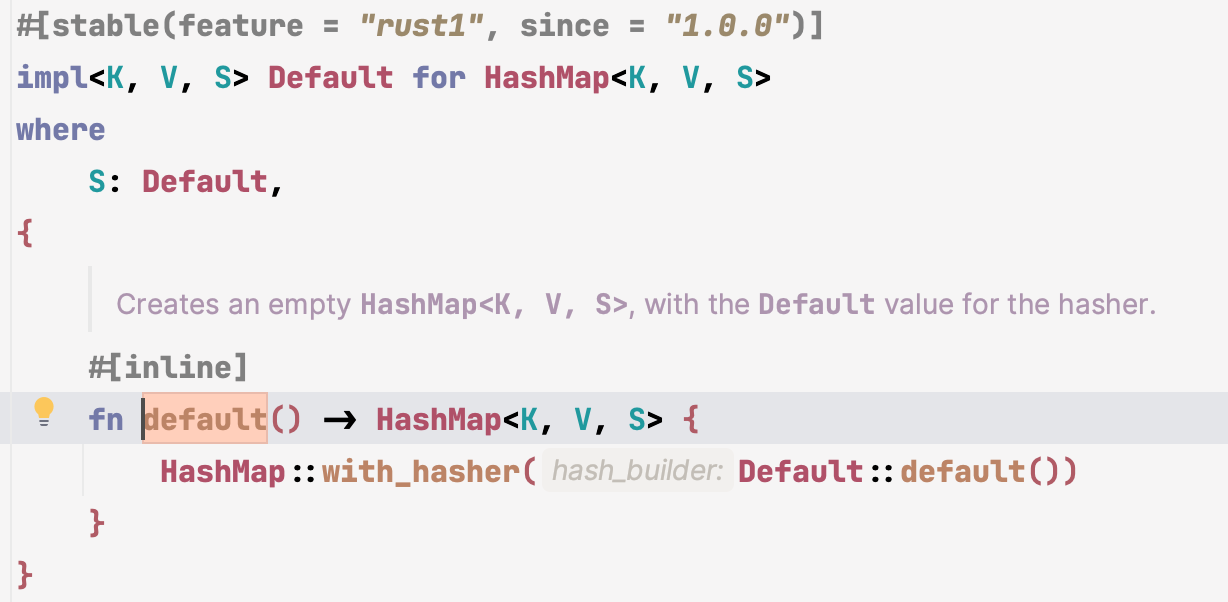 #[stable(feature = "rust1", since = "1.0.0")]
impl<K, V, S> Default for HashMap<K, V, S>
where
    S: Default,
{
    Creates an empty HashMap<K, V, S>, with the Default value for the hasher.
    #[inline]
    fn default() -> HashMap<K, V, S> {
        HashMap::with_hasher( hash_builder: Default::default())
    }
}